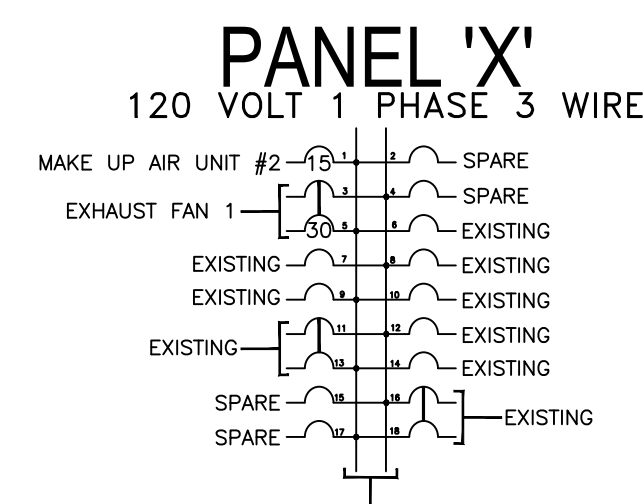 PANEL 'X'
120 VOLT 1 PHASE 3 WIRE
MAKE UP AIR UNIT #2 15 1 2 SPARE
3 4 SPARE
EXHAUST FAN 1
30 5 6 EXISTING
EXISTING 7 8 EXISTING
EXISTING 9 10 EXISTING
11 12 EXISTING
EXISTING
13 14 EXISTING
SPARE 15 16
EXISTING
SPARE 17 18